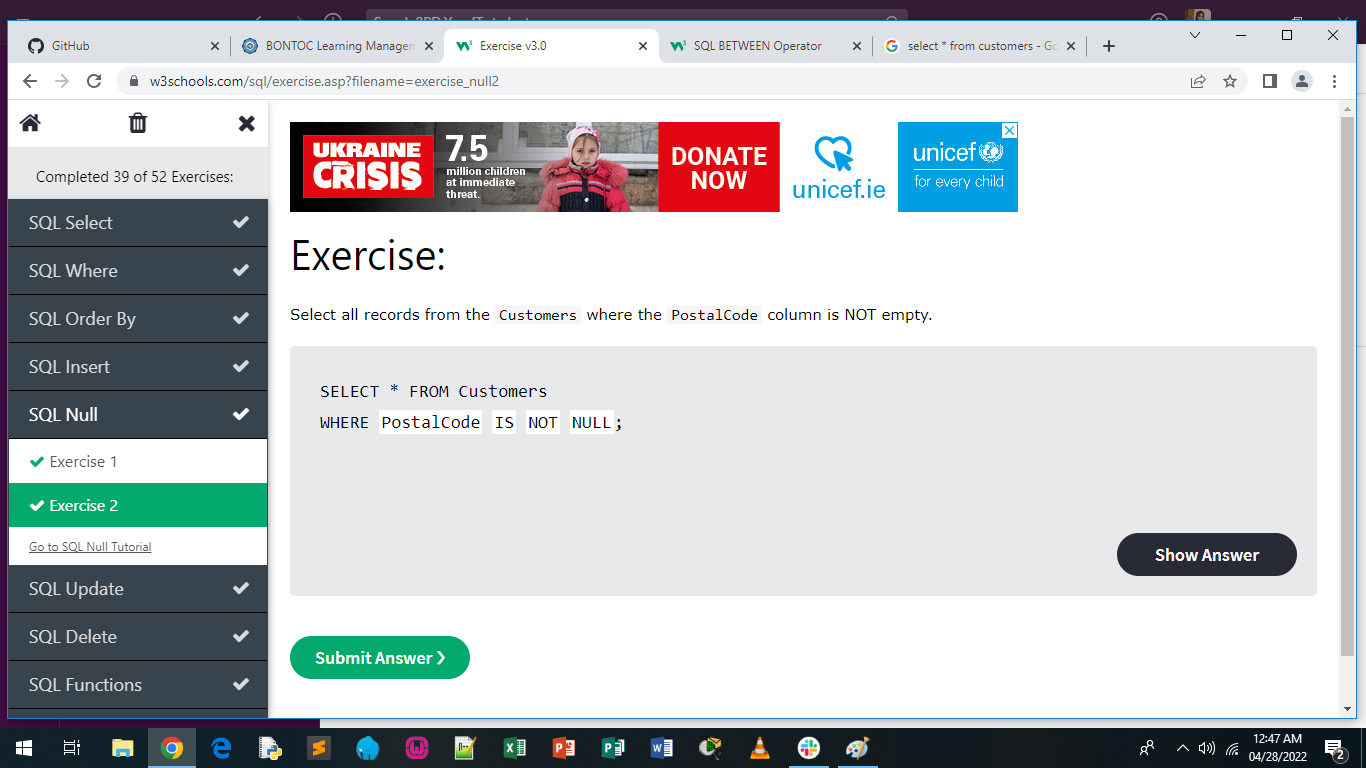 GitHub
BONTOC Learning Managem
Exercise v3.0
SQL BETWEEN Operator
select * from customers - Go
w3schools.com/sql/exercise.asp?filename=exercise_null2
Completed 39 of 52 Exercises:
SQL Select
SQL Where
SQL Order By
SQL Insert
SQL Null
Exercise 1
Exercise 2
Go to SQL Null Tutorial
SQL Update
SQL Delete
SQL Functions
UKRAINE
CRISIS
7.5
million children
at immediate
threat.
DONATE
NOW
unicef.ie
unicef
for every child
Exercise:
Select all records from the Customers where the PostalCode column is NOT empty.
SELECT * FROM Customers
WHERE PostalCode IS NOT NULL;
Show Answer
Submit Answer ❯
12:47 AM
04/28/2022
2